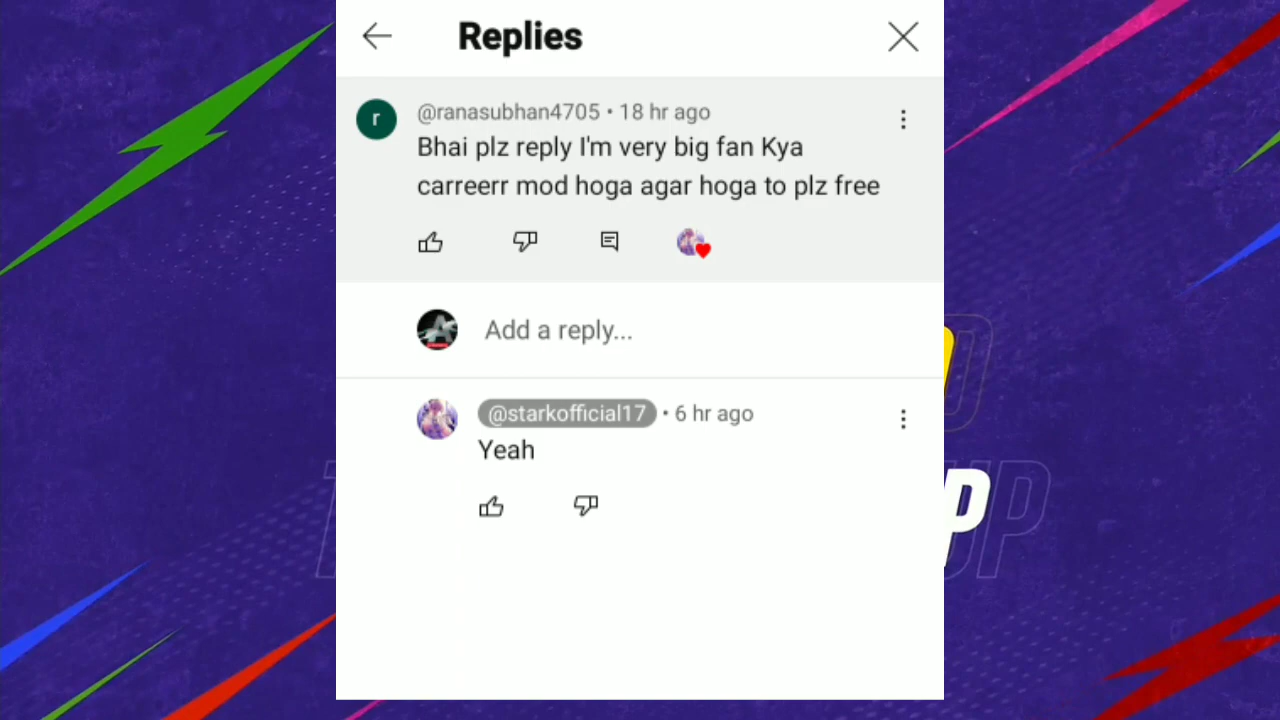 Replies
r
@ranasubhan4705 • 18 hr ago
Bhai plz reply I'm very big fan Kya
carreerr mod hoga agar hoga to plz free
Add a reply...
@starkofficial17 • 6 hr ago
Yeah